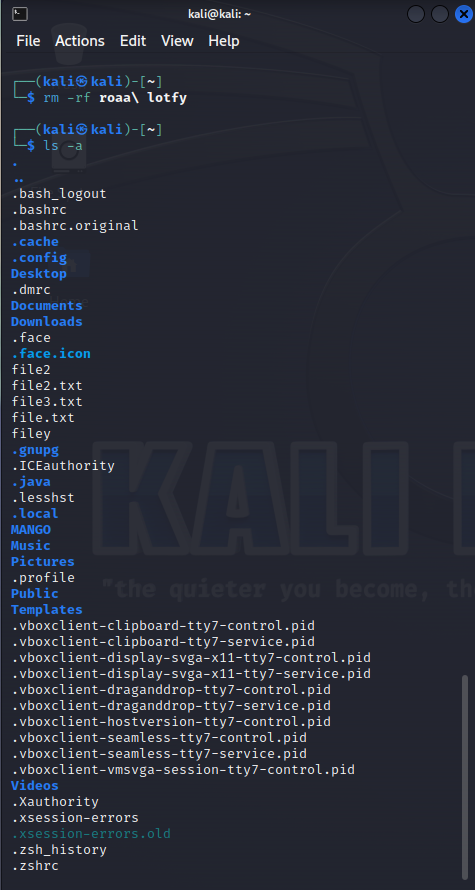 kali@kali: ~
File Actions Edit View Help
┌──(kali㉿kali)-[~]
└─$ rm -rf roaa\ lotfy
┌──(kali㉿kali)-[~]
└─$ ls -a
.
..
.bash_logout
.bashrc
.bashrc.original
.cache
.config
Desktop
.dmrc
Documents
Downloads
.face
.face.icon
file2
file2.txt
file3.txt
file.txt
filey
.gnupg
.ICEauthority
.java
.lesshst
.local
MANGO
Music
Pictures
.profile
Public
Templates
.vboxclient-clipboard-tty7-control.pid
.vboxclient-clipboard-tty7-service.pid
.vboxclient-display-svga-x11-tty7-control.pid
.vboxclient-display-svga-x11-tty7-service.pid
.vboxclient-draganddrop-tty7-control.pid
.vboxclient-draganddrop-tty7-service.pid
.vboxclient-hostversion-tty7-control.pid
.vboxclient-seamless-tty7-control.pid
.vboxclient-seamless-tty7-service.pid
.vboxclient-vmsvga-session-tty7-control.pid
Videos
.Xauthority
.xsession-errors
.xsession-errors.old
.zsh_history
.zshrc
KALI
"the quieter you become, th